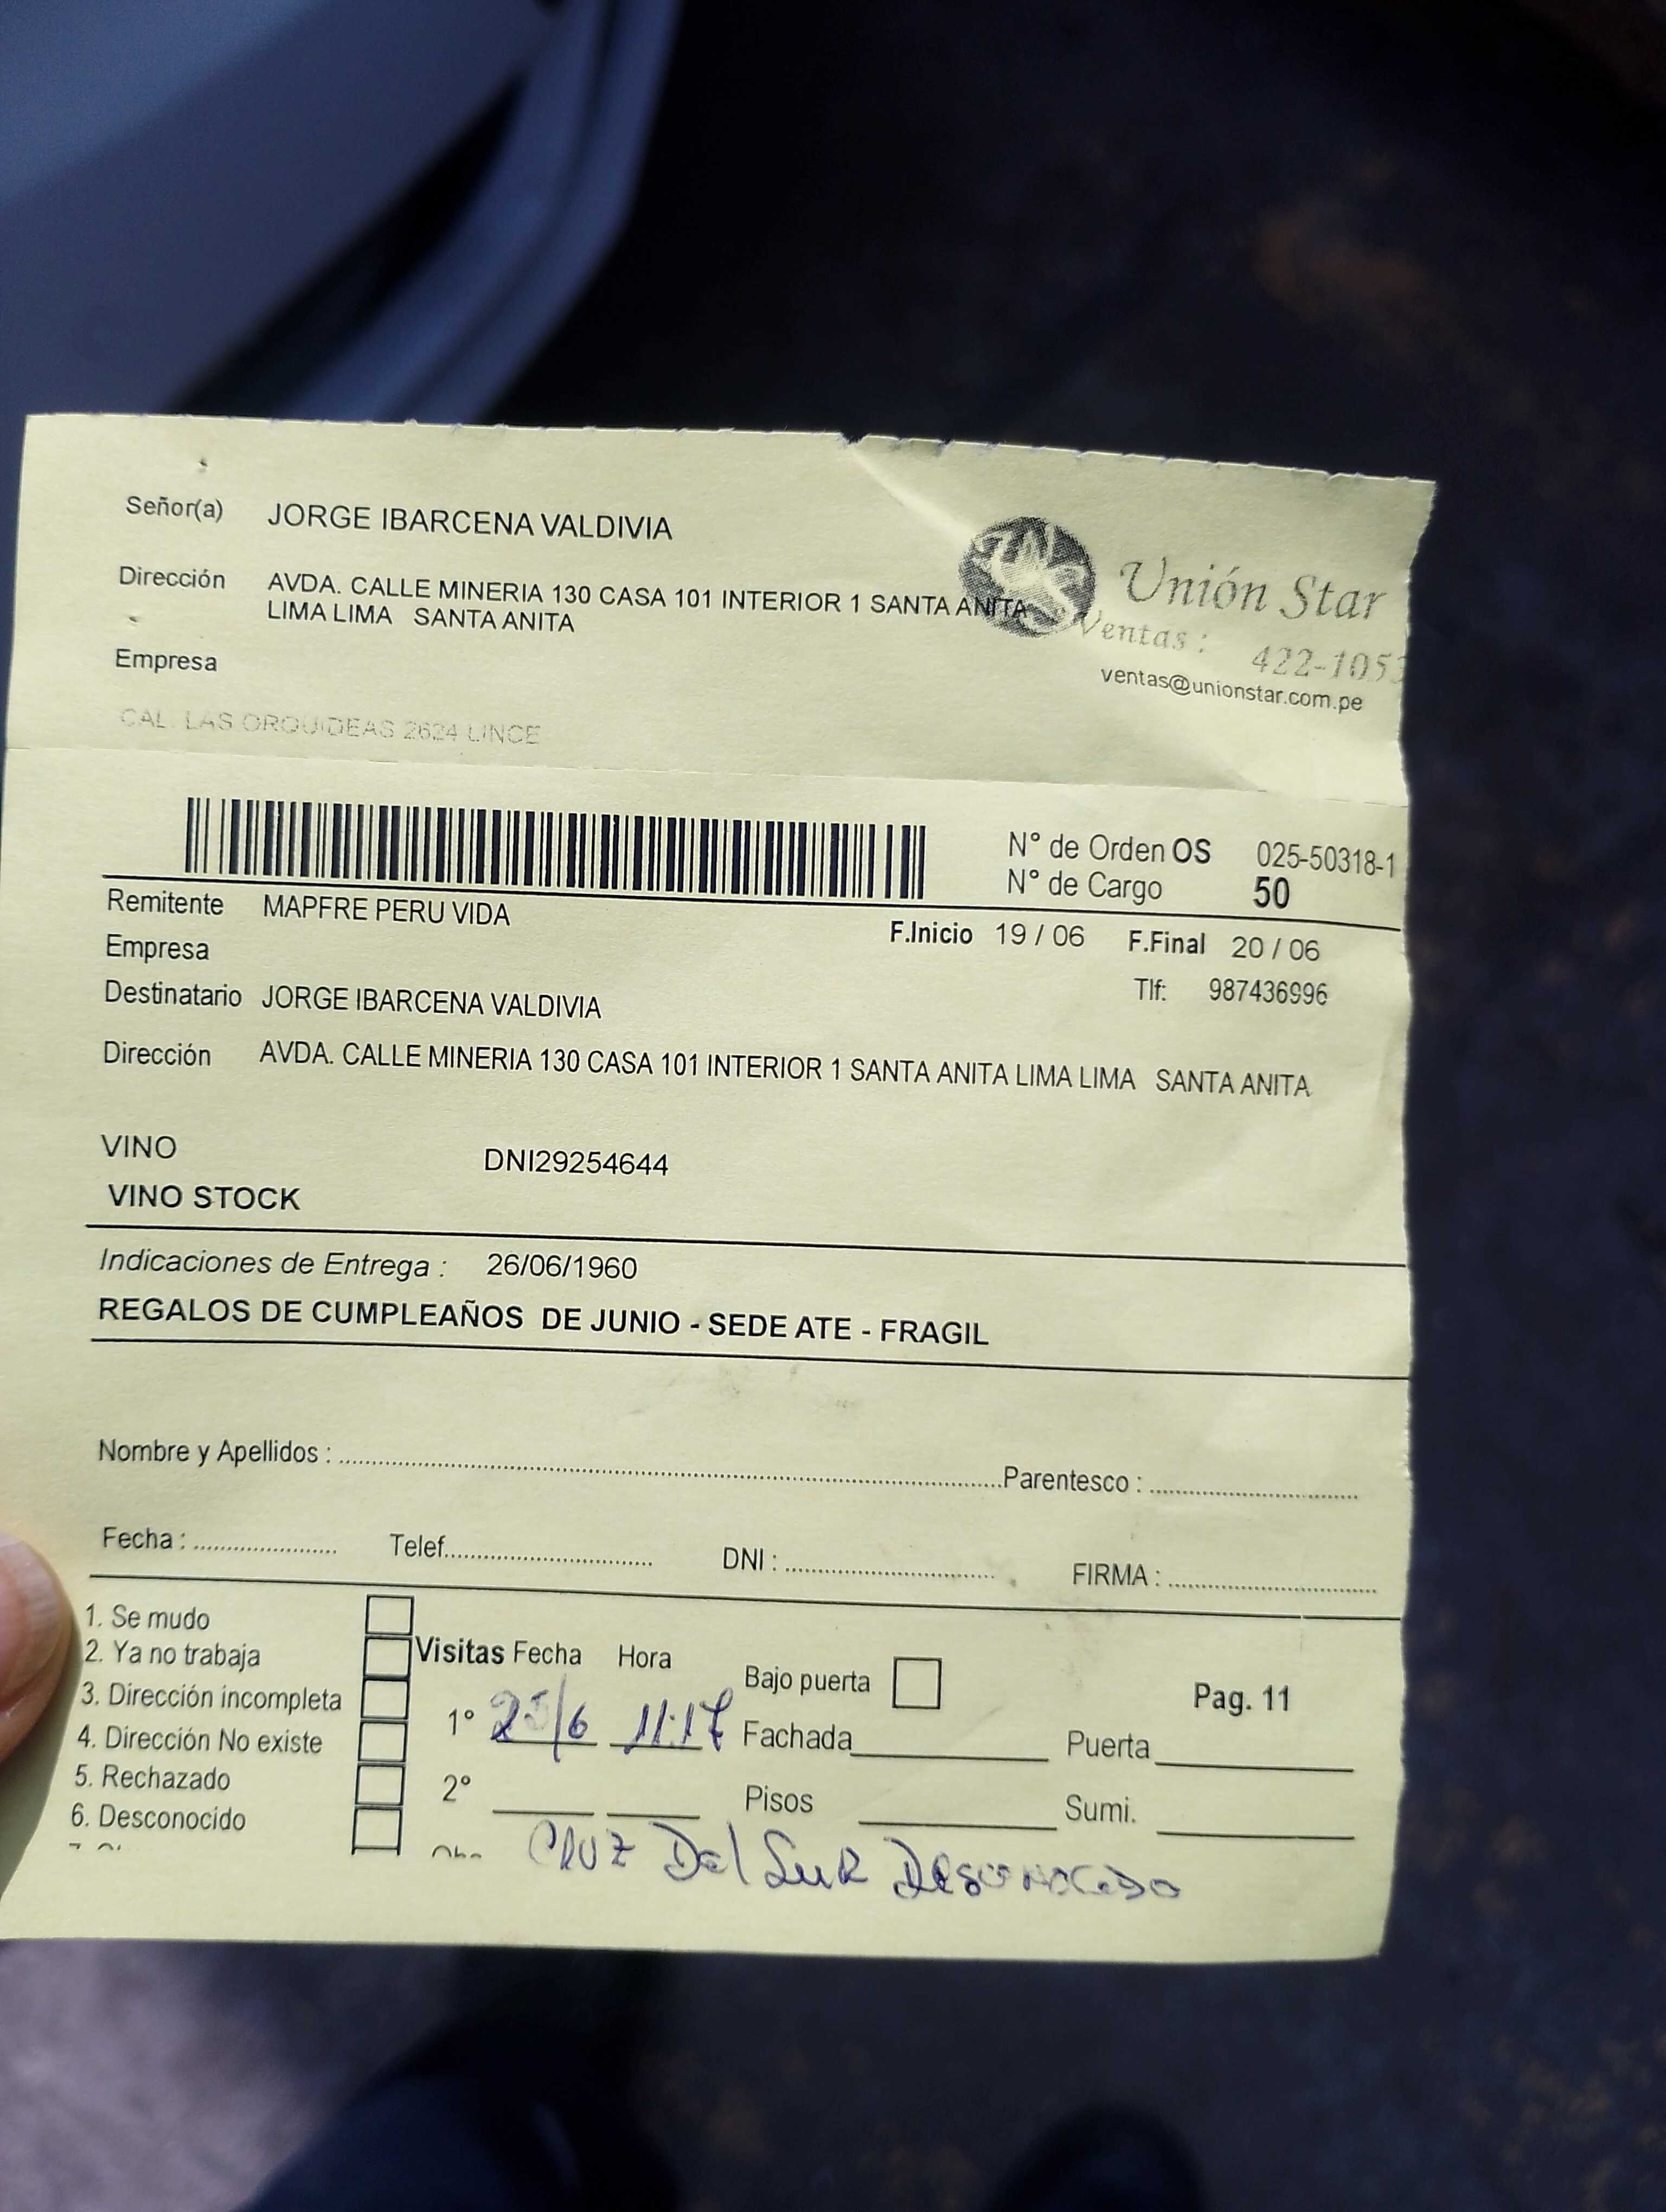 Señor(a) JORGE IBARCENA VALDIVIA
Dirección AVDA. CALLE MINERIA 130 CASA 101 INTERIOR 1 SANTA ANITA
LIMA LIMA SANTA ANITA
Empresa
CAL. LAS ORQUIDEAS 2624 LINCE
Unión Star
Ventas : 422-1053
ventas@unionstar.com.pe
N° de Orden OS 025-50318-1
N° de Cargo 50
Remitente MAPFRE PERU VIDA
F.Inicio 19 / 06 F.Final 20 / 06
Empresa
Tlf: 987436996
Destinatario JORGE IBARCENA VALDIVIA
Dirección AVDA. CALLE MINERIA 130 CASA 101 INTERIOR 1 SANTA ANITA LIMA LIMA SANTA ANITA
VINO DNI29254644
VINO STOCK
Indicaciones de Entrega : 26/06/1960
REGALOS DE CUMPLEAÑOS DE JUNIO - SEDE ATE - FRAGIL
Nombre y Apellidos : Parentesco :
Fecha : Telef. DNI : FIRMA :
1. Se mudo
2. Ya no trabaja
3. Dirección incompleta
4. Dirección No existe
5. Rechazado
6. Desconocido
Visitas Fecha Hora
1° 25/6 11:17
2°
Bajo puerta
Fachada
Pisos
Pag. 11
Puerta
Sumi.
CRUZ Del SuR DESCONOCIDO